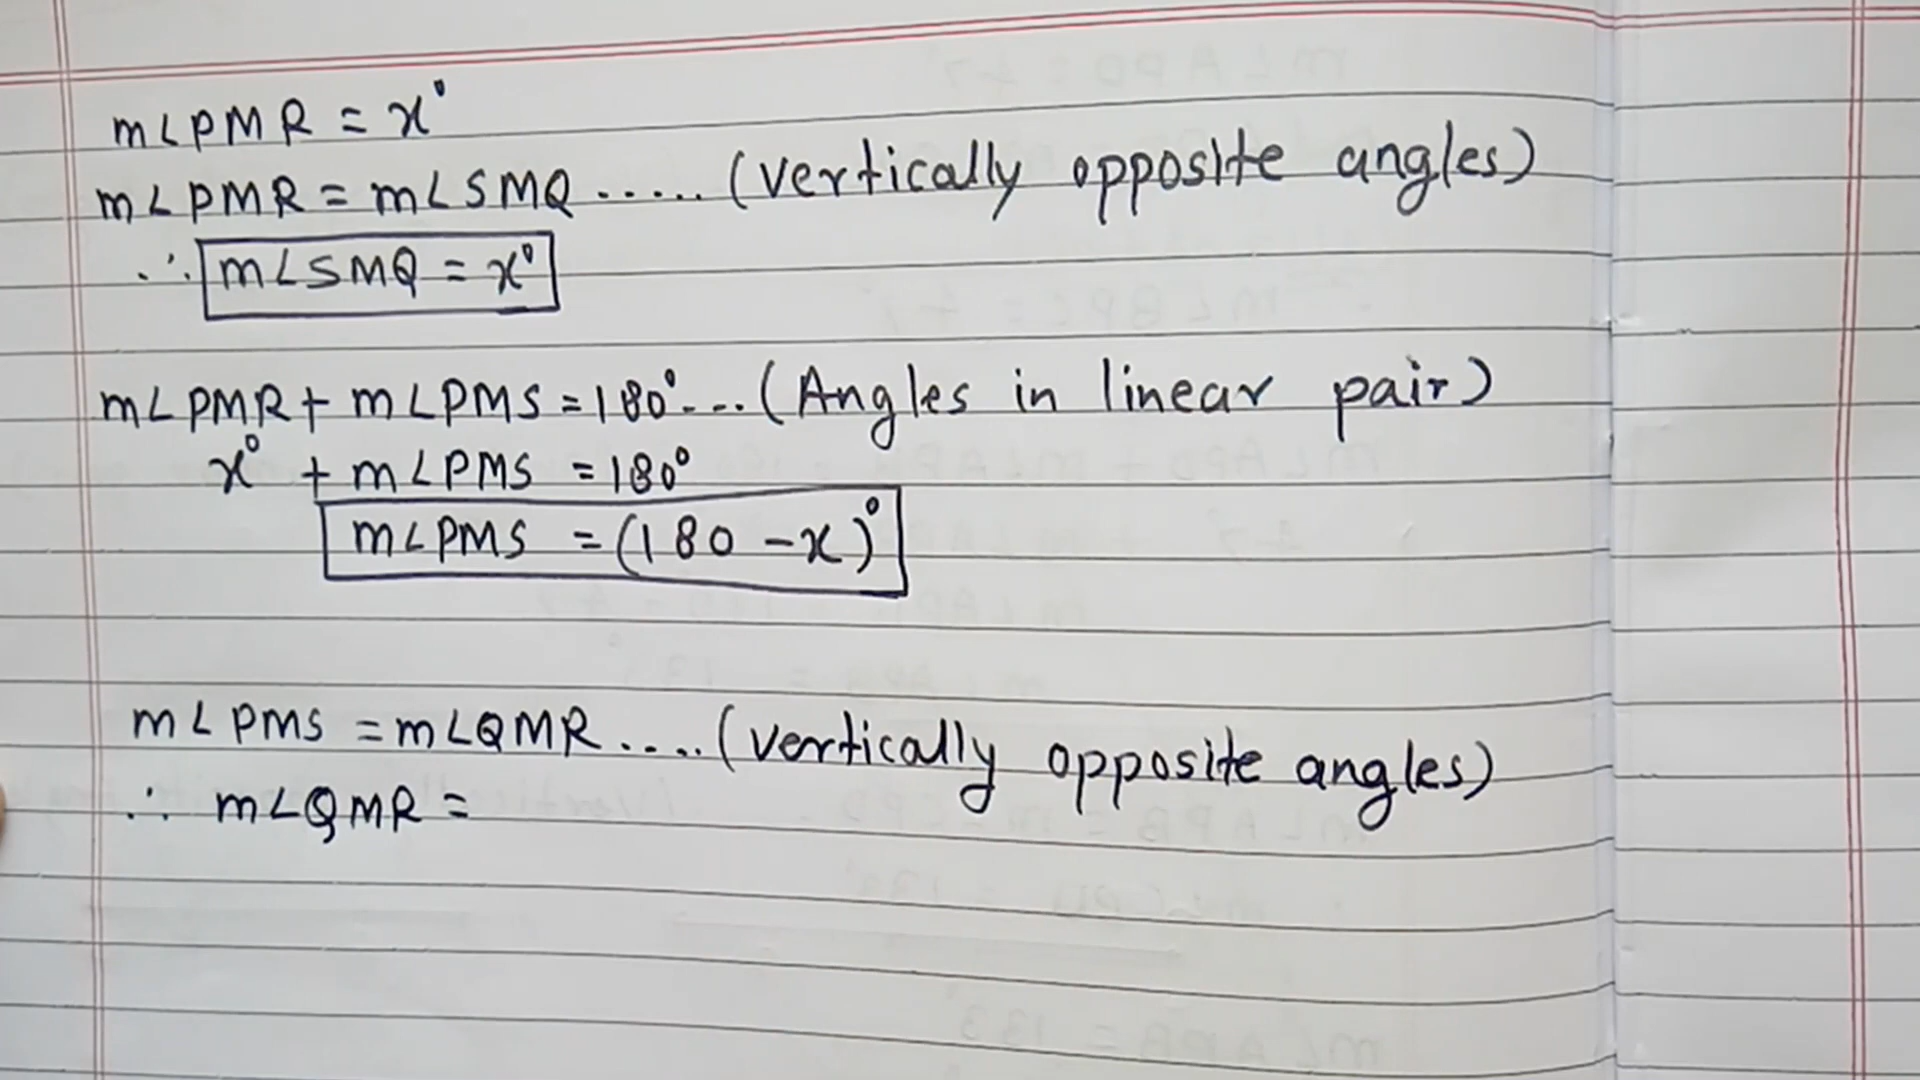 m∠PMR = x°
m∠PMR = m∠SMQ ..... (vertically opposite angles)
∴ m∠SMQ = x°
m∠PMR + m∠PMS = 180° ... (Angles in linear pair)
x° + m∠PMS = 180°
m∠PMS = (180 - x)°
m∠PMS = m∠QMR .... (vertically opposite angles)
∴ m∠QMR =